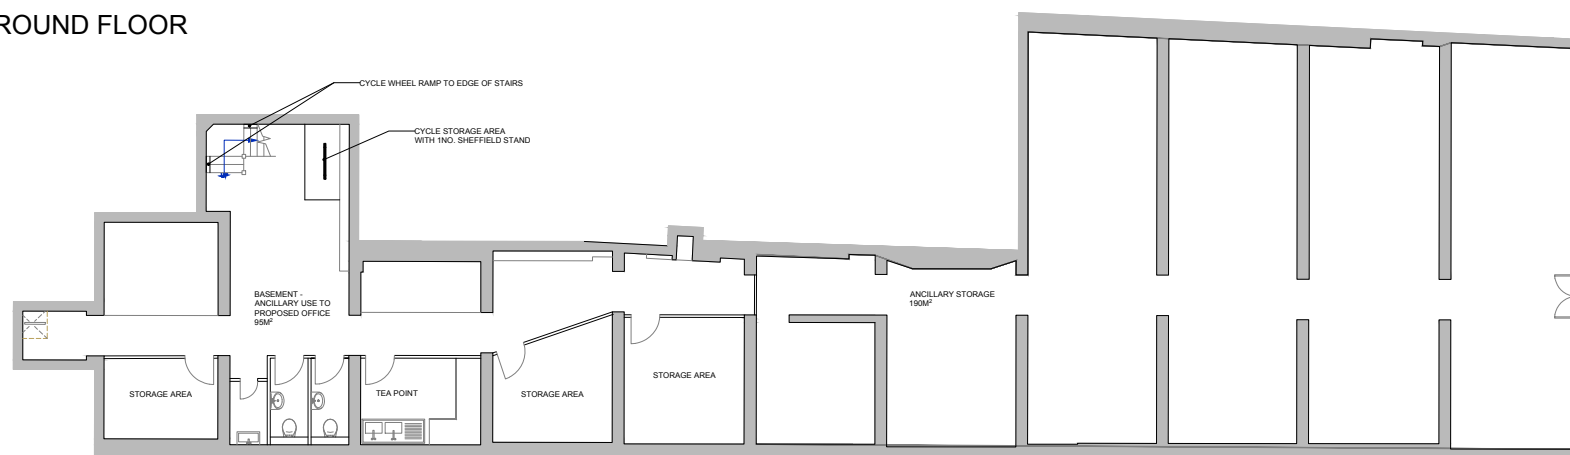 ROUND FLOOR
CYCLE WHEEL RAMP TO EDGE OF STAIRS
CYCLE STORAGE AREA
WITH 1NO. SHEFFIELD STAND
BASEMENT -
ANCILLARY USE TO
PROPOSED OFFICE
95M²
ANCILLARY STORAGE
190M²
STORAGE AREA
TEA POINT
STORAGE AREA
STORAGE AREA